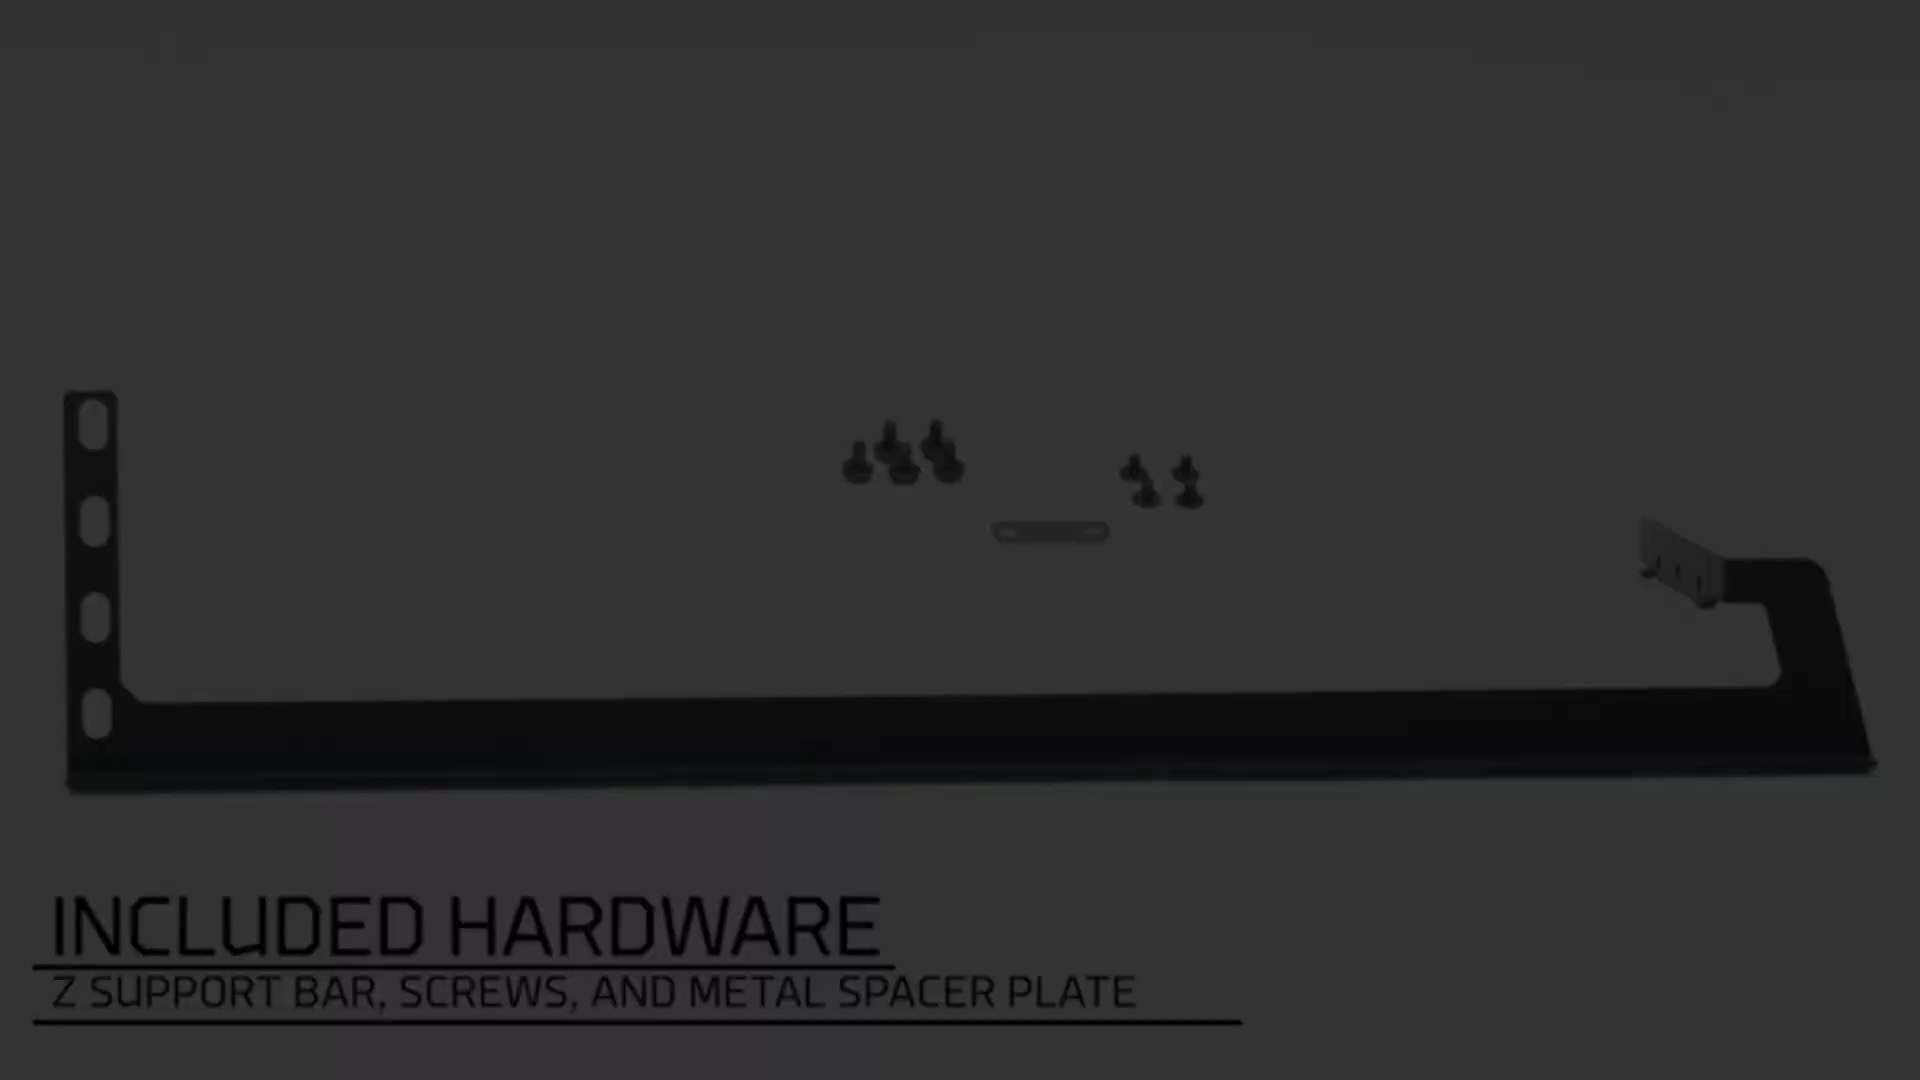 INCLUDED HARDWARE
Z SUPPORT BAR, SCREWS, AND METAL SPACER PLATE